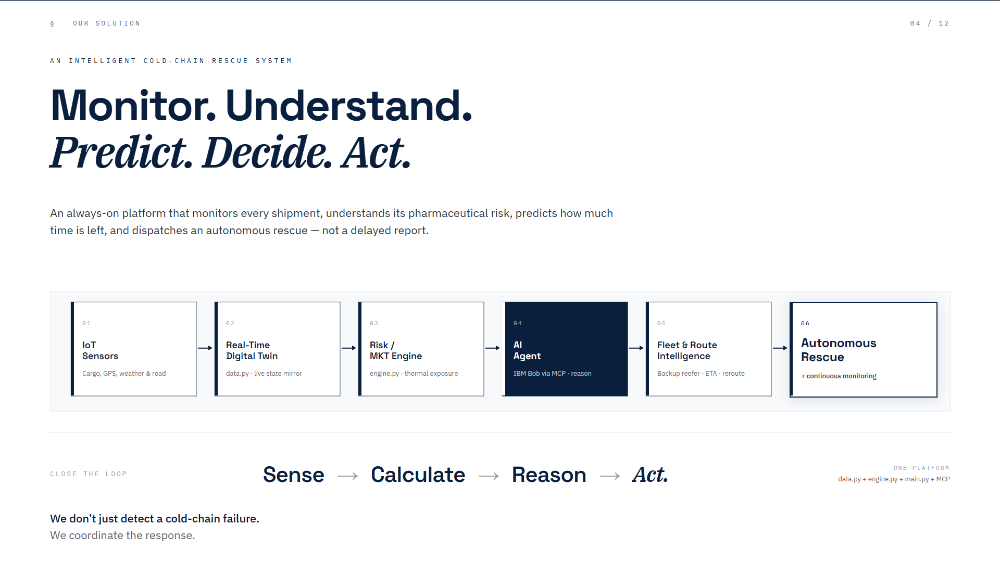 § OUR SOLUTION
04 / 12
AN INTELLIGENT COLD-CHAIN RESCUE SYSTEM
Monitor. Understand.
Predict. Decide. Act.
An always-on platform that monitors every shipment, understands its pharmaceutical risk, predicts how much
time is left, and dispatches an autonomous rescue — not a delayed report.
01
IoT
Sensors
Cargo, GPS, weather & road
02
Real-Time
Digital Twin
data.py · live state mirror
03
Risk /
MKT Engine
engine.py · thermal exposure
04
AI
Agent
IBM Bob via MCP · reason
05
Fleet & Route
Intelligence
Backup reefer · ETA · reroute
06
Autonomous
Rescue
+ continuous monitoring
CLOSE THE LOOP
Sense → Calculate → Reason → Act.
ONE PLATFORM
data.py + engine.py + main.py + MCP
We don’t just detect a cold-chain failure.
We coordinate the response.